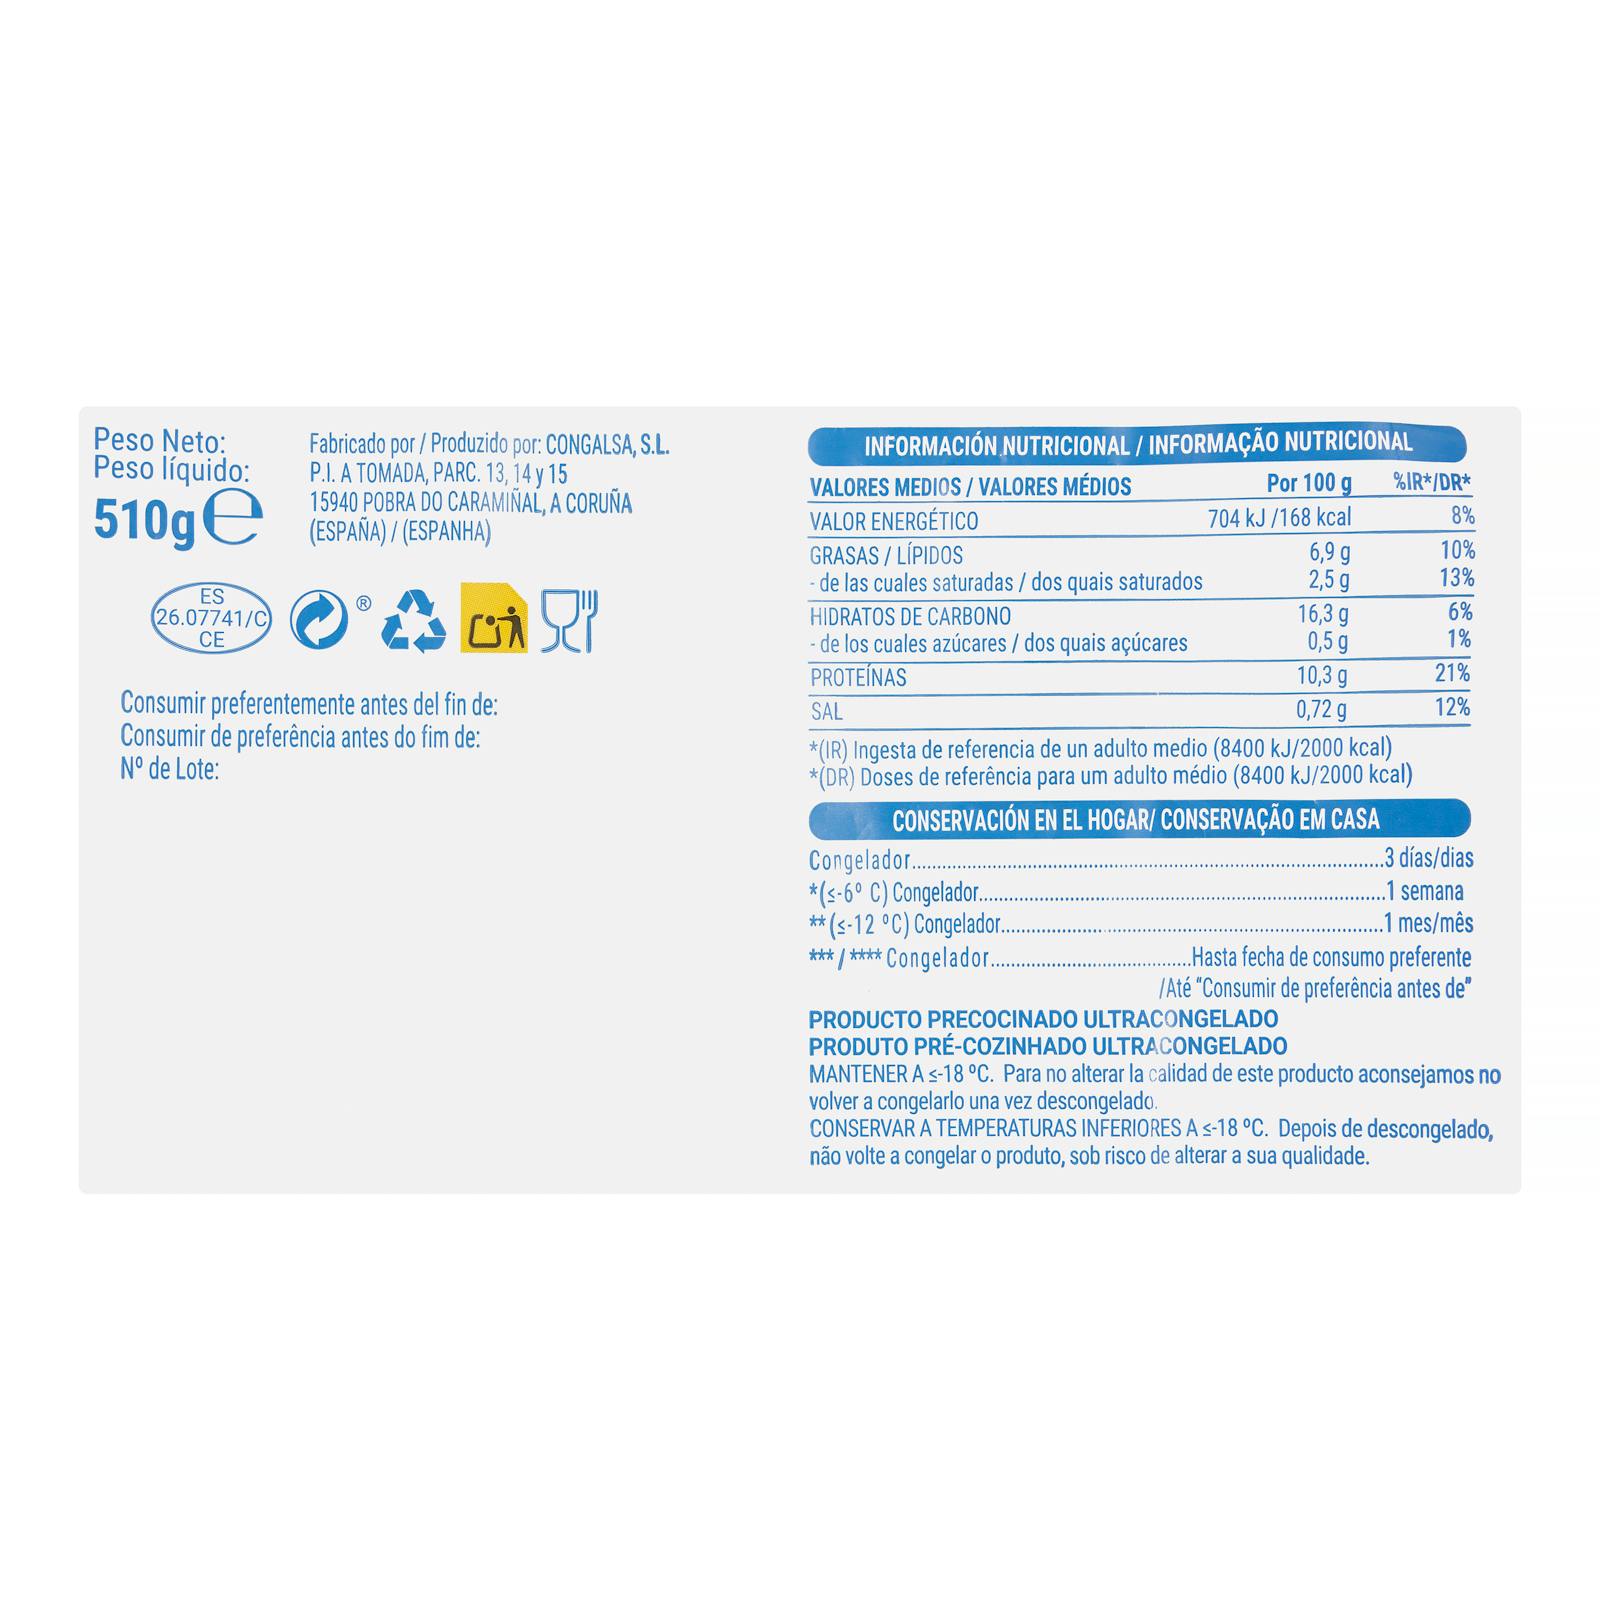 Peso Neto:
Peso líquido:
510g e
Fabricado por / Produzido por: CONGALSA, S.L.
P.I. A TOMADA, PARC. 13, 14 y 15
15940 POBRA DO CARAMIÑAL, A CORUÑA
(ESPAÑA) / (ESPANHA)
ES
26.07741/C
CE
®
Consumir preferentemente antes del fin de:
Consumir de preferência antes do fim de:
Nº de Lote:
INFORMACIÓN NUTRICIONAL / INFORMAÇÃO NUTRICIONAL
VALORES MEDIOS / VALORES MÉDIOS Por 100 g %IR*/DR*
VALOR ENERGÉTICO 704 kJ /168 kcal 8%
GRASAS / LÍPIDOS 6,9 g 10%
- de las cuales saturadas / dos quais saturados 2,5 g 13%
HIDRATOS DE CARBONO 16,3 g 6%
- de los cuales azúcares / dos quais açúcares 0,5 g 1%
PROTEÍNAS 10,3 g 21%
SAL 0,72 g 12%
*(IR) Ingesta de referencia de un adulto medio (8400 kJ/2000 kcal)
*(DR) Doses de referência para um adulto médio (8400 kJ/2000 kcal)
CONSERVACIÓN EN EL HOGAR/ CONSERVAÇÃO EM CASA
Congelador....3 días/dias
*(≤-6º C) Congelador....1 semana
**(≤-12 ºC) Congelador....1 mes/mês
***/ **** Congelador....Hasta fecha de consumo preferente
/Até "Consumir de preferência antes de"
PRODUCTO PRECOCINADO ULTRACONGELADO
PRODUTO PRÉ-COZINHADO ULTRACONGELADO
MANTENER A ≤-18 ºC. Para no alterar la calidad de este producto aconsejamos no
volver a congelarlo una vez descongelado.
CONSERVAR A TEMPERATURAS INFERIORES A ≤-18 ºC. Depois de descongelado,
não volte a congelar o produto, sob risco de alterar a sua qualidade.